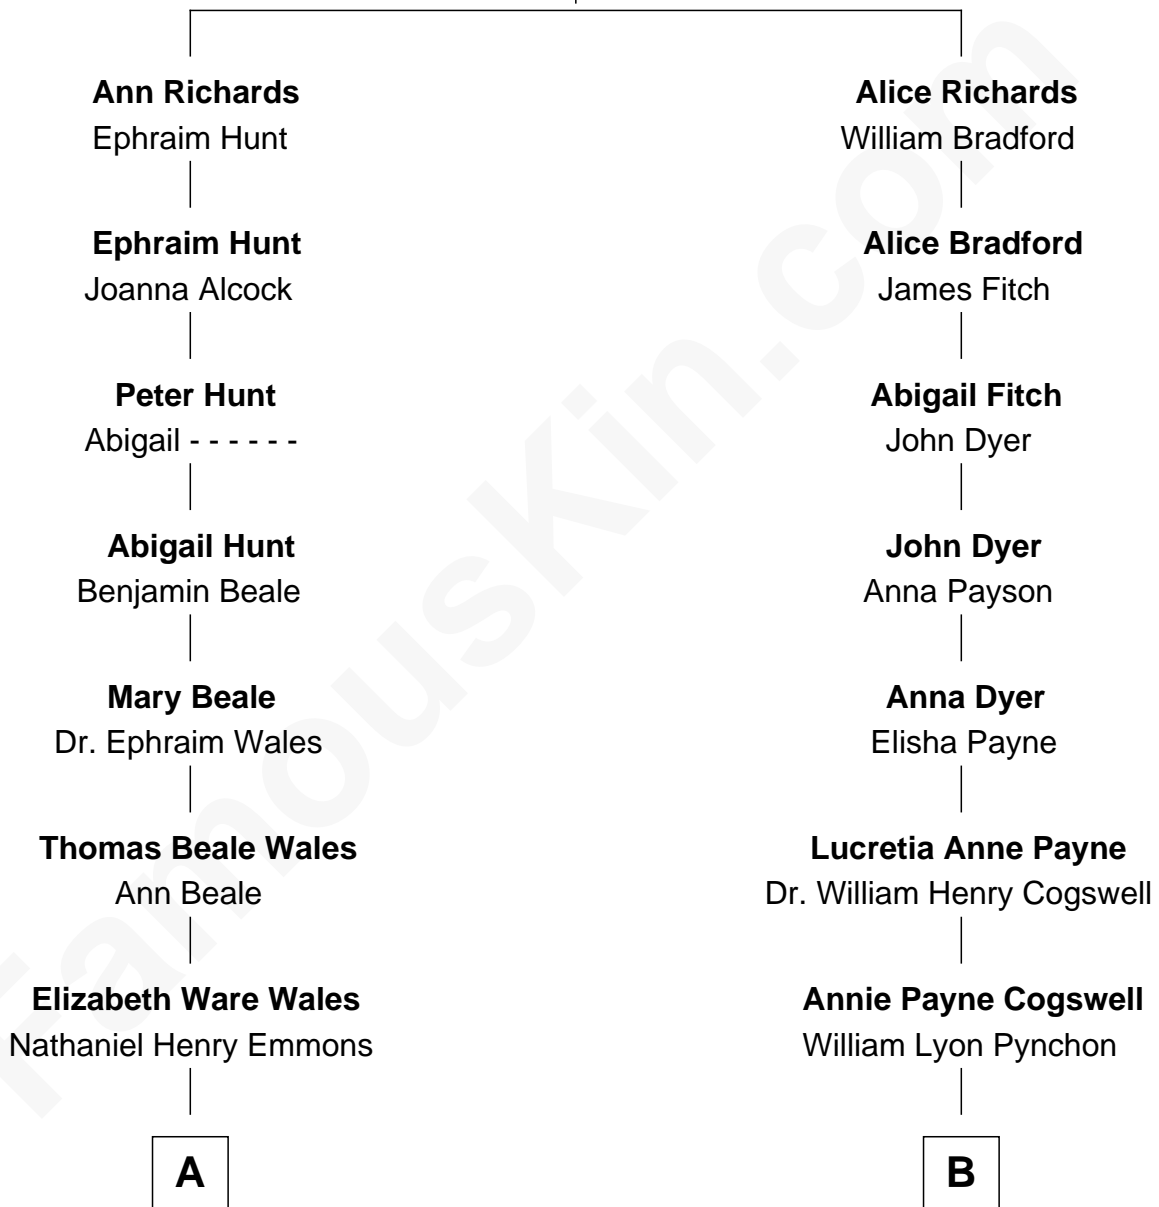 Ann Richards
Ephraim Hunt
Ephraim Hunt
Joanna Alcock
Peter Hunt
Abigail - - - - - -
Abigail Hunt
Benjamin Beale
Mary Beale
Dr. Ephraim Wales
Thomas Beale Wales
Ann Beale
Elizabeth Ware Wales
Nathaniel Henry Emmons
A
Alice Richards
William Bradford
Alice Bradford
James Fitch
Abigail Fitch
John Dyer
John Dyer
Anna Payson
Anna Dyer
Elisha Payne
Lucretia Anne Payne
Dr. William Henry Cogswell
Annie Payne Cogswell
William Lyon Pynchon
B
FamousKin.com